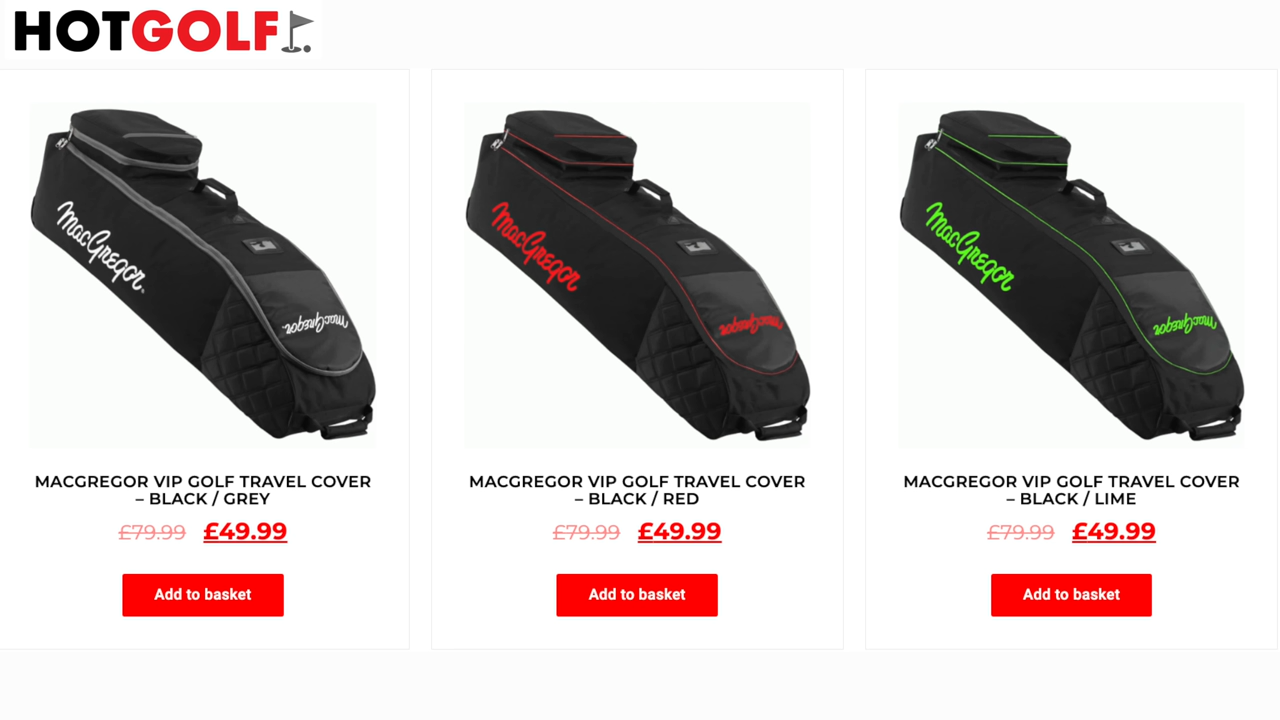 HOTGOLF
MacGregor
MacGregor
MacGregor
MacGregor
MacGregor
MacGregor
MACGREGOR VIP GOLF TRAVEL COVER
– BLACK / GREY
£79.99 £49.99
Add to basket
MACGREGOR VIP GOLF TRAVEL COVER
– BLACK / RED
£79.99 £49.99
Add to basket
MACGREGOR VIP GOLF TRAVEL COVER
– BLACK / LIME
£79.99 £49.99
Add to basket